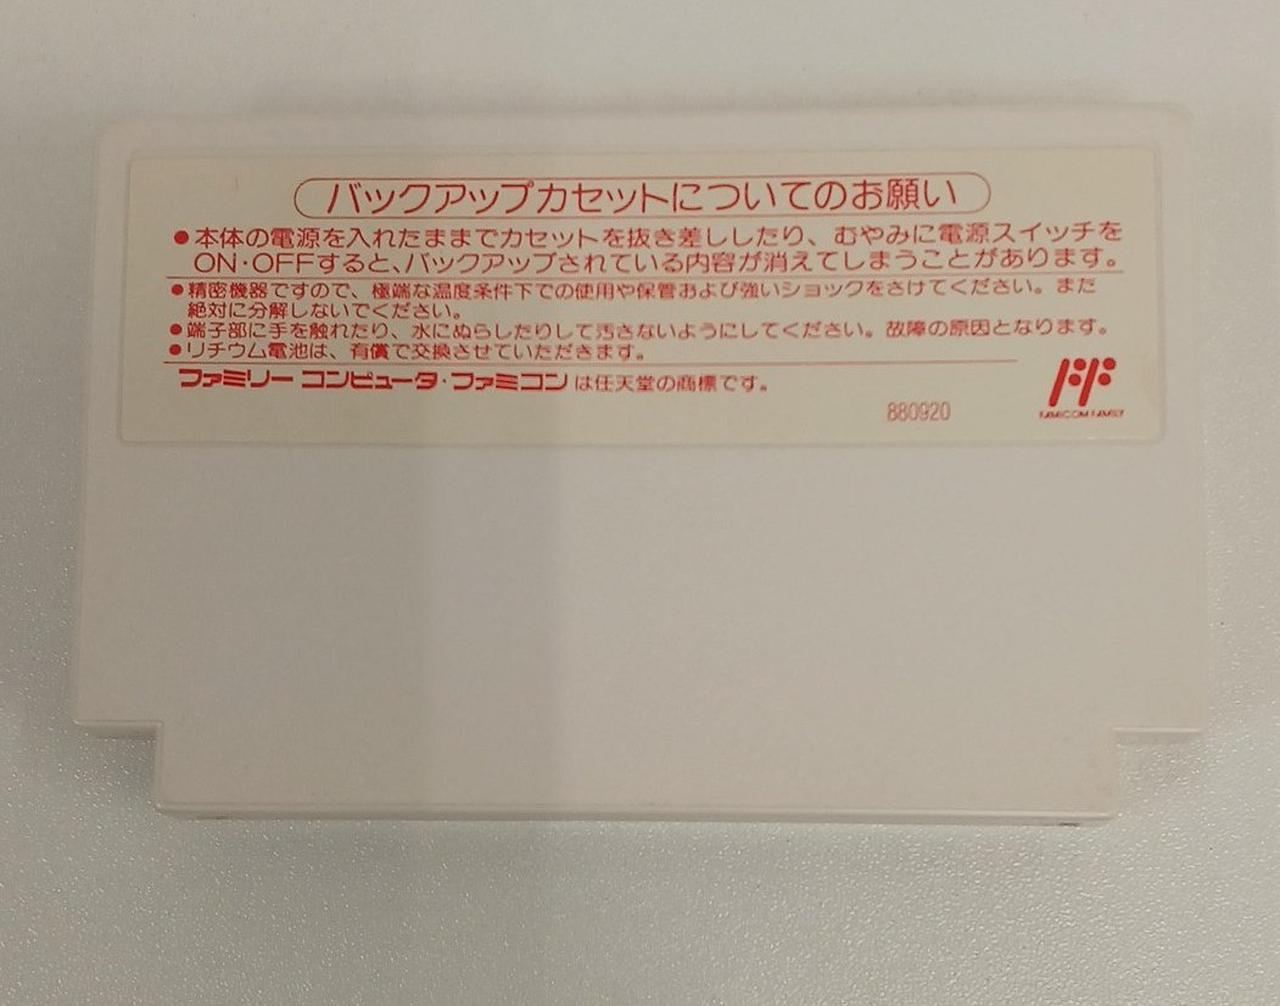 バックアップカセットについてのお願い
●本体の電源を入れたままでカセットを抜き差ししたり、むやみに電源スイッチを
ON・OFFすると、バックアップされている内容が消えてしまうことがあります。
●精密機器ですので、極端な温度条件下での使用や保管および強いショックをさけてください。また
絶対に分解しないでください。
●端子部に手を触れたり、水にぬらしたりして汚さないようにしてください。故障の原因となります。
●リチウム電池は、有償で交換させていただきます。
ファミリー コンピュータ・ファミコンは任天堂の商標です。
FF
880920
FAMICOM FAMILY